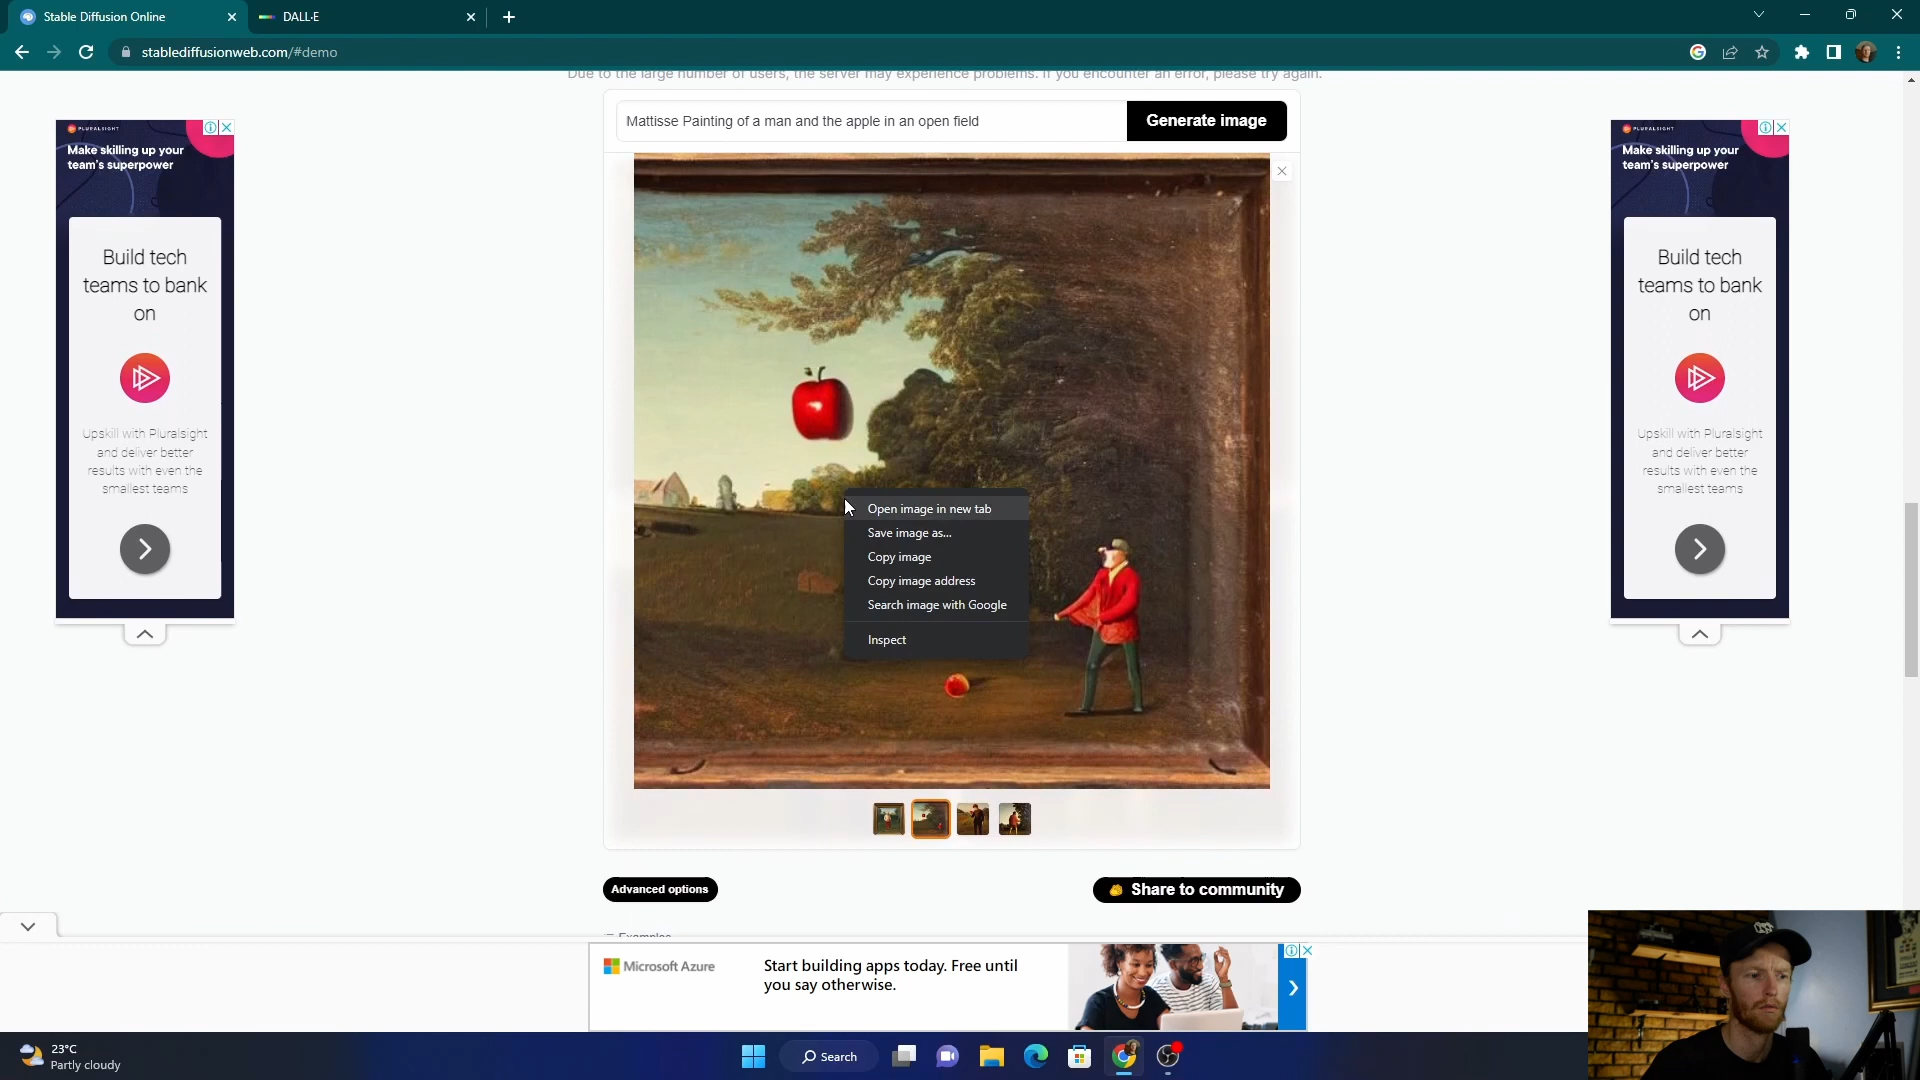 Stable Diffusion Online
DALL·E
stablediffusionweb.com/#demo
Due to the large number of users, the server may experience problems. If you encounter an error, please try again.
Mattisse Painting of a man and the apple in an open field
Generate image
PLURALSIGHT
Make skilling up your
team's superpower
Build tech
teams to bank
on
Upskill with Pluralsight
and deliver better
results with even the
smallest teams
PLURALSIGHT
Make skilling up your
team's superpower
Build tech
teams to bank
on
Upskill with Pluralsight
and deliver better
results with even the
smallest teams
Open image in new tab
Save image as...
Copy image
Copy image address
Search image with Google
Inspect
Advanced options
Share to community
Examples
Microsoft Azure
Start building apps today. Free until
you say otherwise.
23°C
Partly cloudy
Search